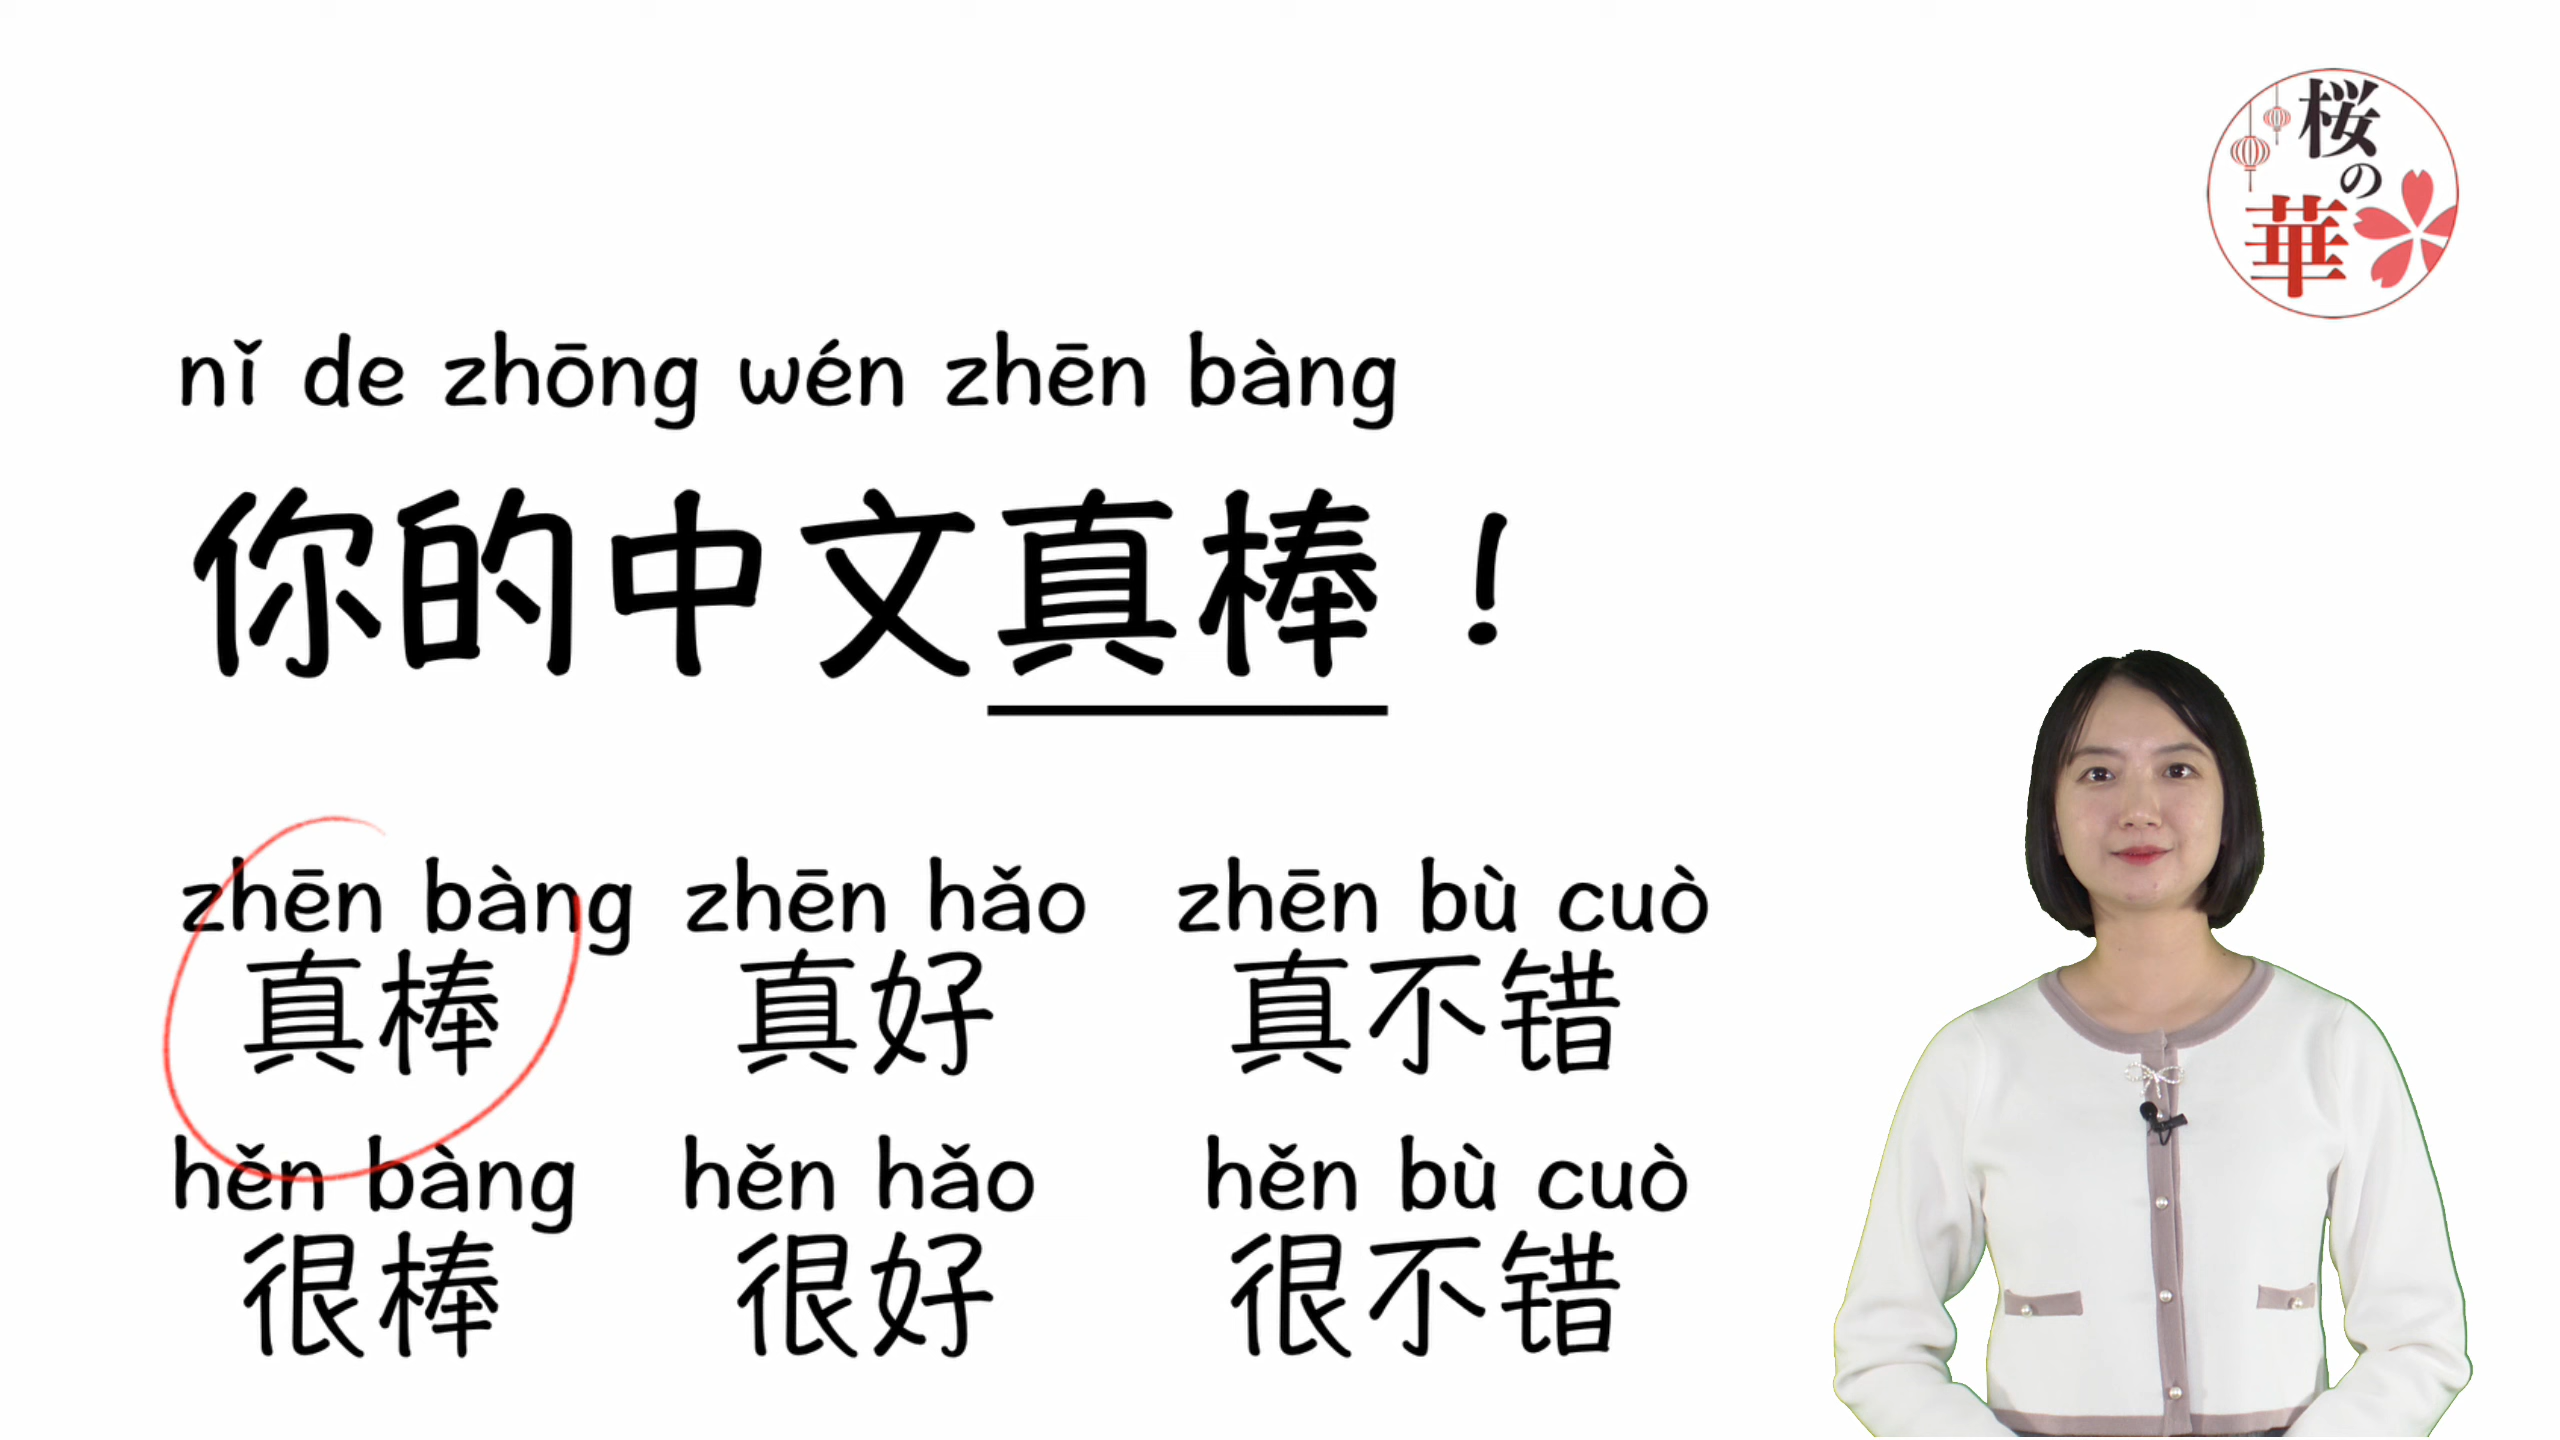 桜の華
nǐ de zhōng wén zhēn bàng
你的中文真棒！
zhēn bàng zhēn hǎo zhēn bù cuò
真棒 真好 真不错
hěn bàng hěn hǎo hěn bù cuò
很棒 很好 很不错